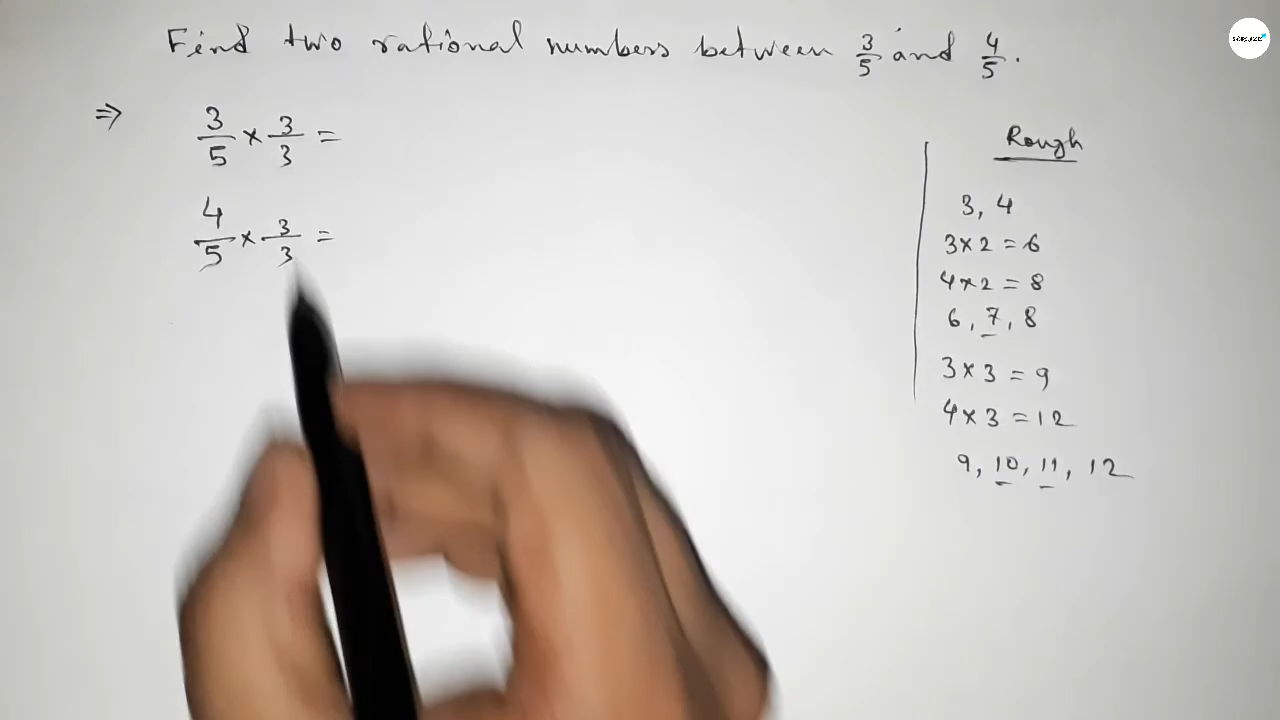 Find two rational numbers between 3/5 and 4/5.
⇒ 3/5 × 3/3 =
4/5 × 3/3 =
Rough
3, 4
3×2 = 6
4×2 = 8
6, 7, 8
3×3 = 9
4×3 = 12
9, 10, 11, 12